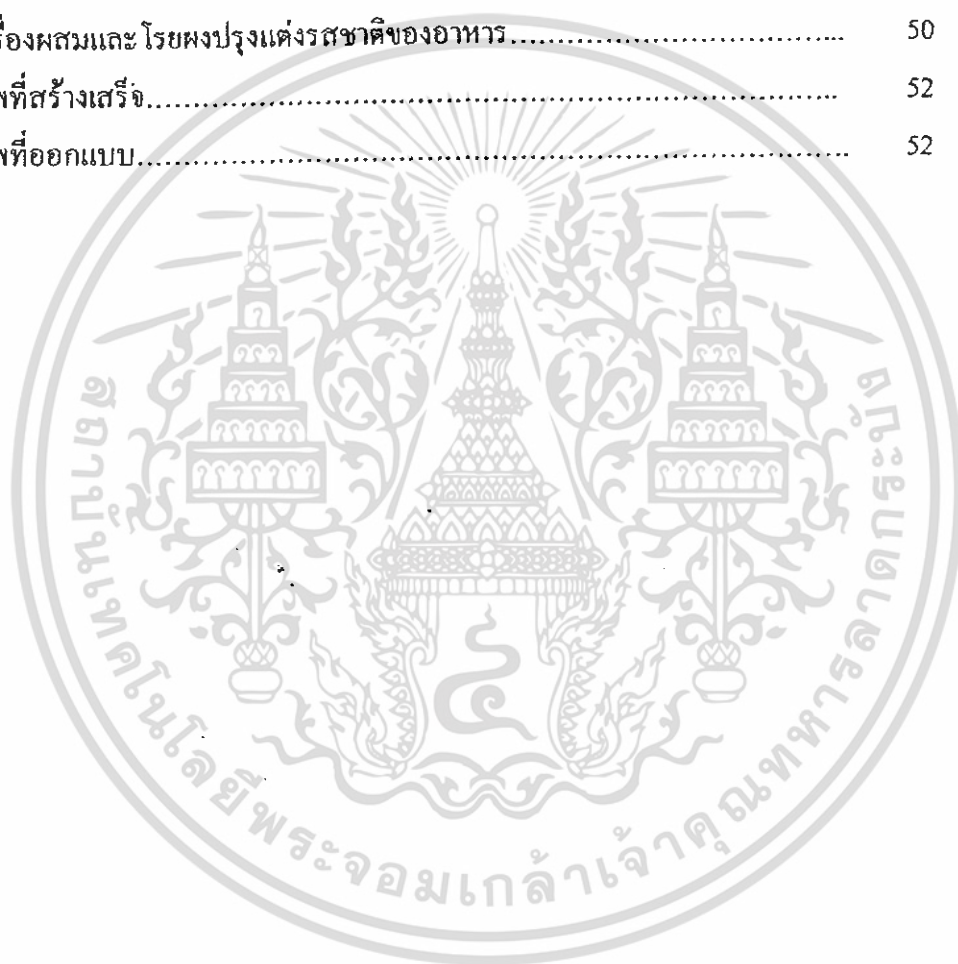 รื่องผสมและโรยผงปรุงแต่งรสชาติของอาหาร.................................... 50
พที่สร้างเสร็จ........................................................................... 52
พที่ออกแบบ............................................................................ 52
สถาบันเทคโนโลยีพระจอมเกล้าเจ้าคุณทหารลาดกระบัง